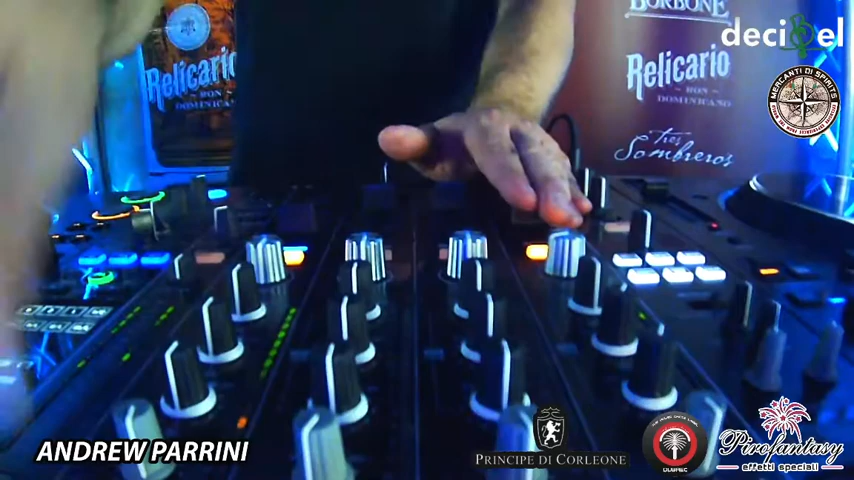 BORBONE
decibel
Relicario
RON
DOMINICANO
Relicario
- RON -
DOMINICANO
Tres
Sombreros
MERCANTI DI SPIRITS
ANDREW PARRINI
PRINCIPE DI CORLEONE
Pirofantasy
effetti speciali